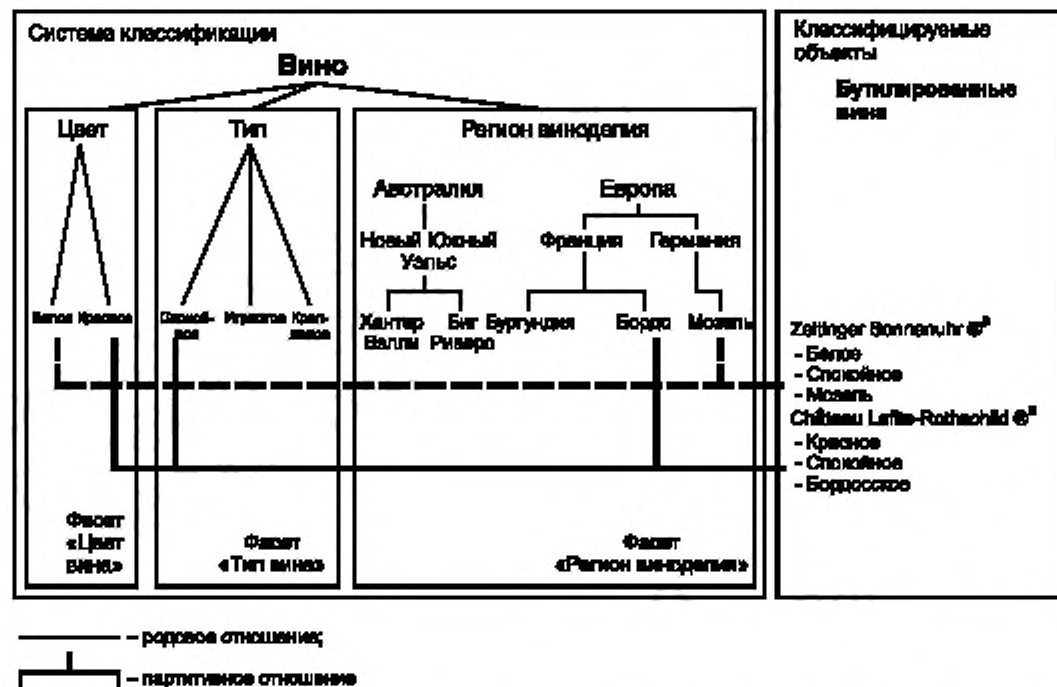 Система классификации
Вино
Цвет
Тип
Регион виноделия
Австралия
Европа
Новый Южный
Уэльс
Франция
Германия
Белое Красное
Спокой-
ное
Игристое
Креп-
леное
Хантер
Валли
Биг
Риверс
Бургундия
Бордо
Мозель
Фасет
«Цвет
вина»
Фасет
«Тип вина»
Фасет
«Регион виноделия»
Классифицируемые
объекты
Бутилированные
вина
Zeltinger Sonnenuhr ®
- Белое
- Спокойное
- Мозель
Château Lafite-Rothschild ®
- Красное
- Спокойное
- Бордосское
– родовое отношение;
– партитивное отношение